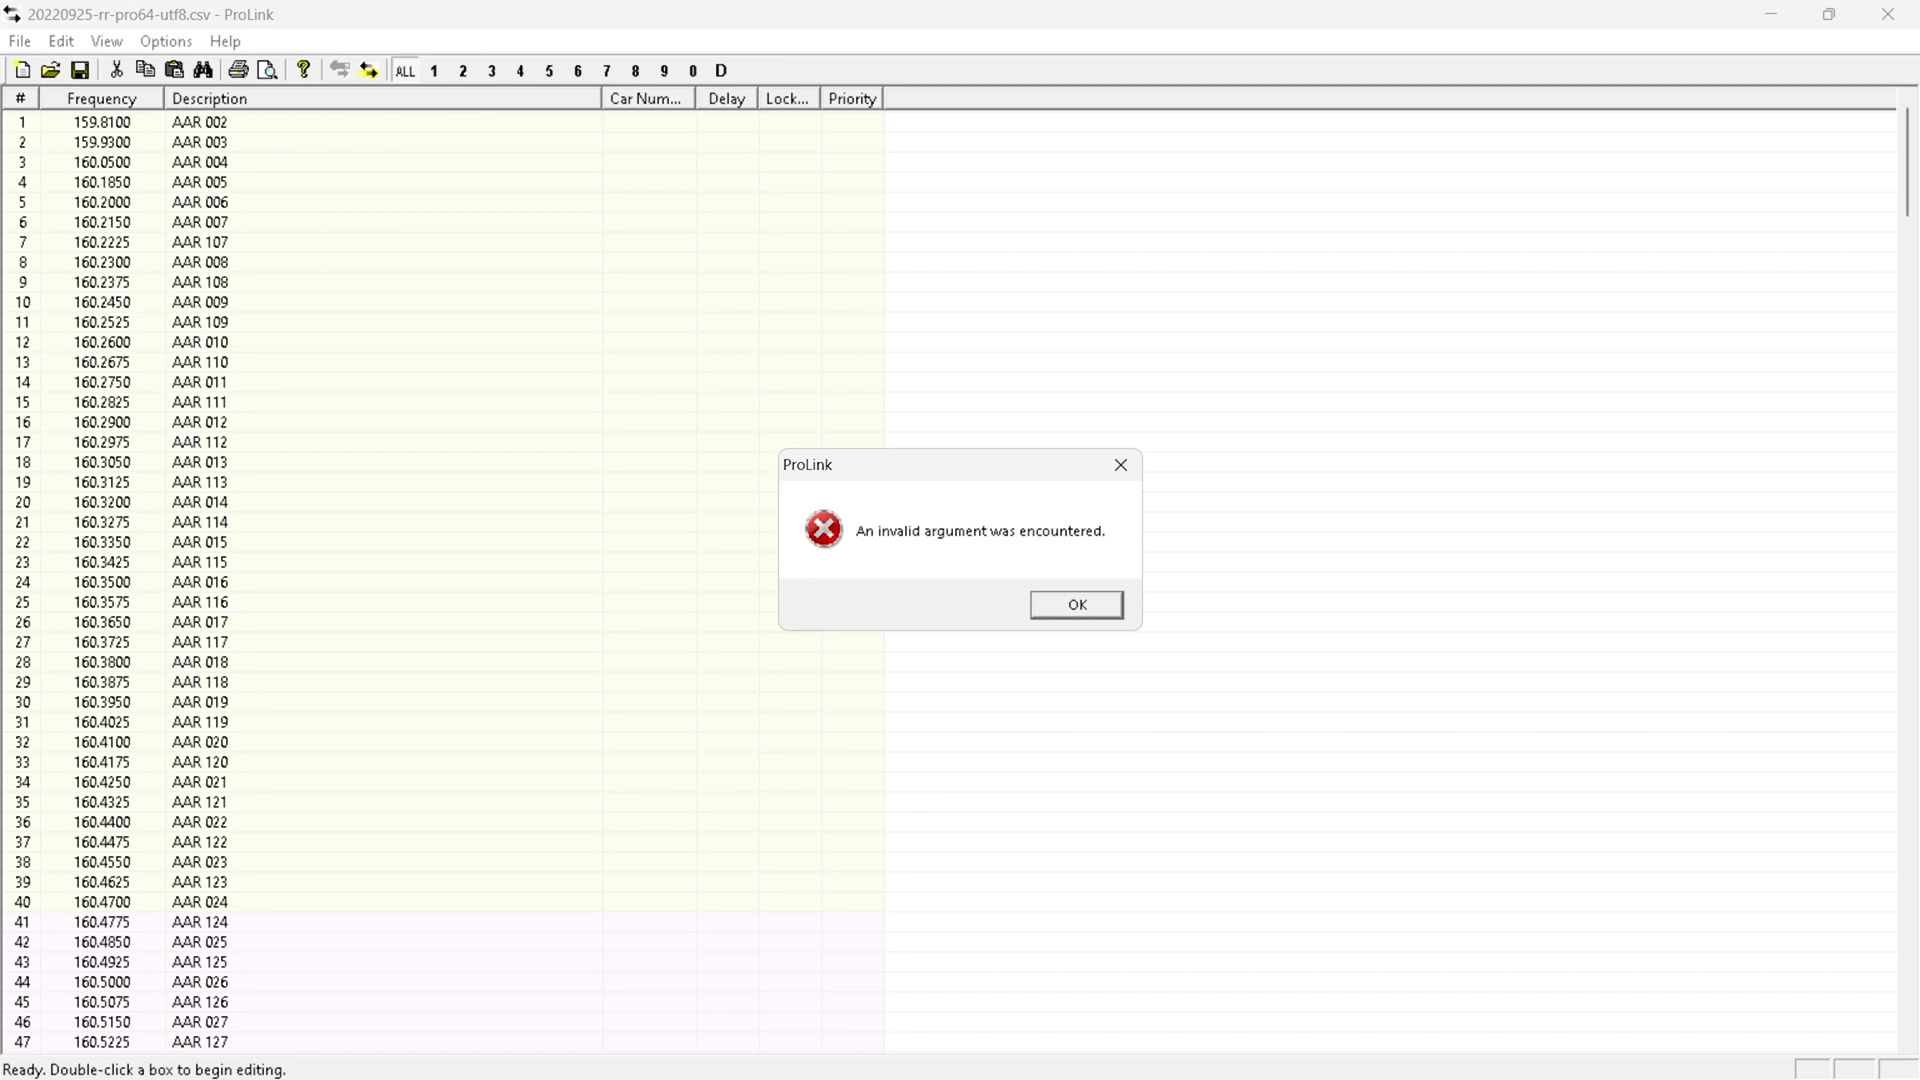 20220925-rr-pro64-utf8.csv - ProLink
File Edit View Options Help
ALL 1 2 3 4 5 6 7 8 9 0 D
# Frequency Description Car Num... Delay Lock... Priority
1 159.8100 AAR 002
2 159.9300 AAR 003
3 160.0500 AAR 004
4 160.1850 AAR 005
5 160.2000 AAR 006
6 160.2150 AAR 007
7 160.2225 AAR 107
8 160.2300 AAR 008
9 160.2375 AAR 108
10 160.2450 AAR 009
11 160.2525 AAR 109
12 160.2600 AAR 010
13 160.2675 AAR 110
14 160.2750 AAR 011
15 160.2825 AAR 111
16 160.2900 AAR 012
17 160.2975 AAR 112
18 160.3050 AAR 013
19 160.3125 AAR 113
20 160.3200 AAR 014
21 160.3275 AAR 114
22 160.3350 AAR 015
23 160.3425 AAR 115
24 160.3500 AAR 016
25 160.3575 AAR 116
26 160.3650 AAR 017
27 160.3725 AAR 117
28 160.3800 AAR 018
29 160.3875 AAR 118
30 160.3950 AAR 019
31 160.4025 AAR 119
32 160.4100 AAR 020
33 160.4175 AAR 120
34 160.4250 AAR 021
35 160.4325 AAR 121
36 160.4400 AAR 022
37 160.4475 AAR 122
38 160.4550 AAR 023
39 160.4625 AAR 123
40 160.4700 AAR 024
41 160.4775 AAR 124
42 160.4850 AAR 025
43 160.4925 AAR 125
44 160.5000 AAR 026
45 160.5075 AAR 126
46 160.5150 AAR 027
47 160.5225 AAR 127
ProLink
An invalid argument was encountered.
OK
Ready. Double-click a box to begin editing.